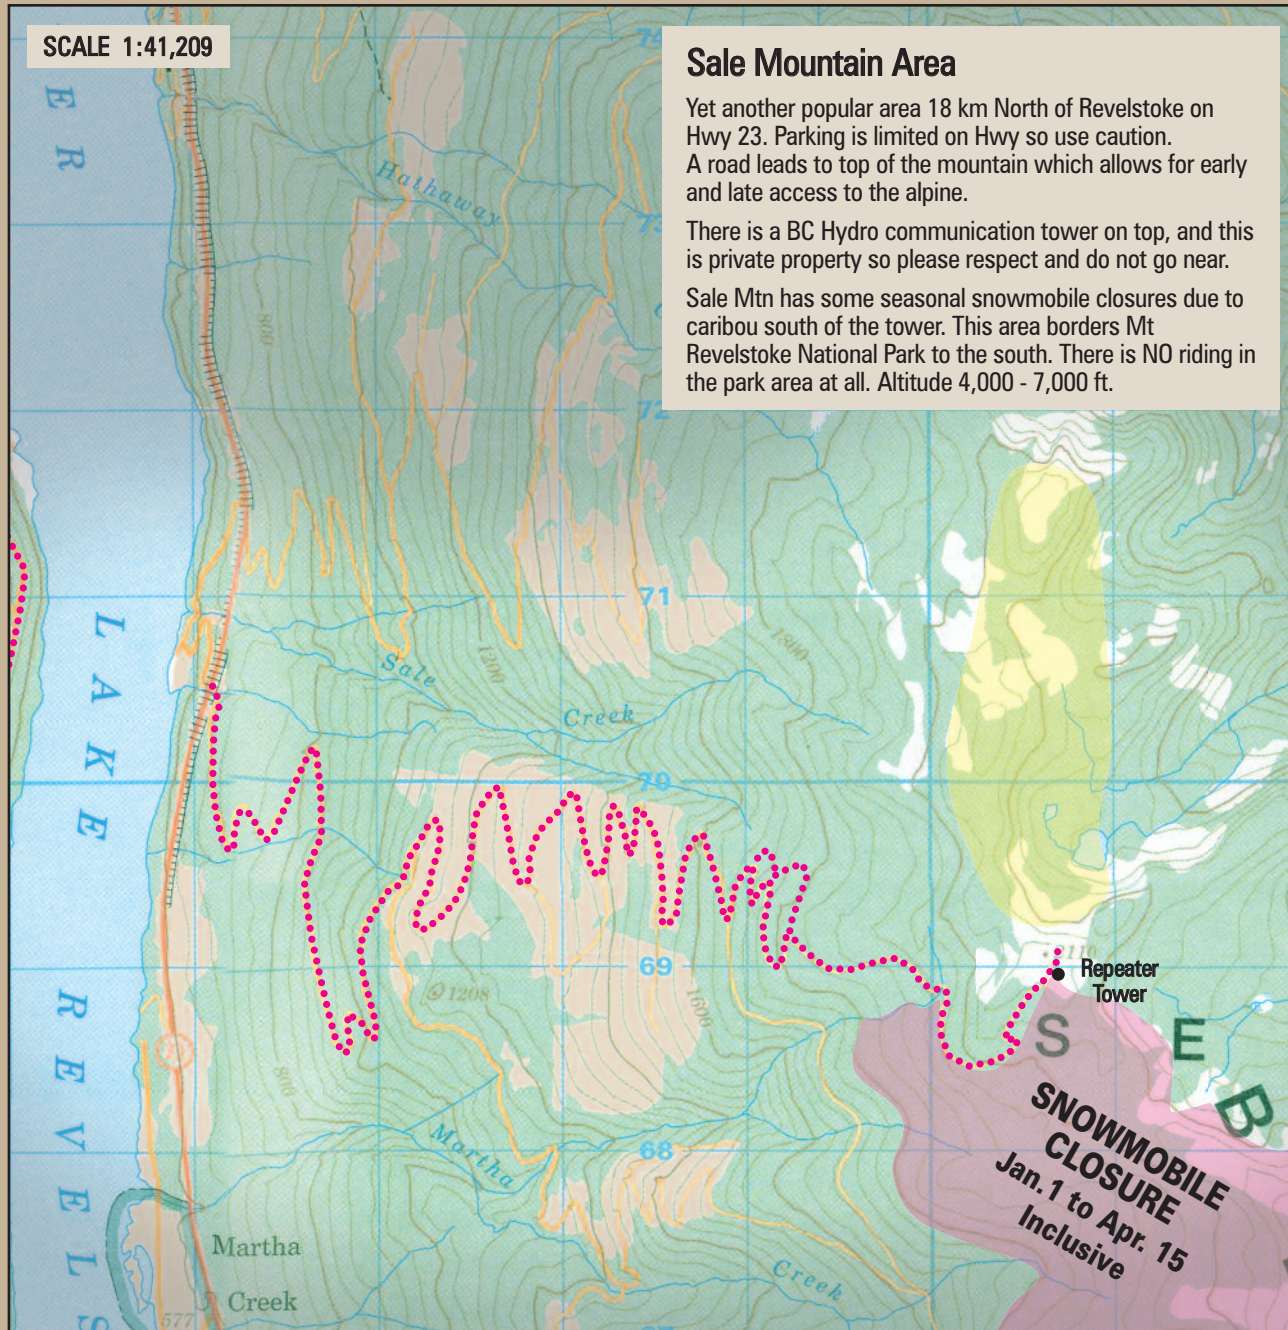 SCALE 1:41,209
Sale Mountain Area
Yet another popular area 18 km North of Revelstoke on
Hwy 23. Parking is limited on Hwy so use caution.
A road leads to top of the mountain which allows for early
and late access to the alpine.
There is a BC Hydro communication tower on top, and this
is private property so please respect and do not go near.
Sale Mtn has some seasonal snowmobile closures due to
caribou south of the tower. This area borders Mt
Revelstoke National Park to the south. There is NO riding in
the park area at all. Altitude 4,000 - 7,000 ft.
74
E R
Hathaway
73
800
72
71
L A K E
Sale
Creek
1200
1800
70
69
2110
Repeater
Tower
1208
1600
R E V E L S
S E B
SNOWMOBILE
CLOSURE
Jan.1 to Apr. 15
Inclusive
Martha
Creek
68
Martha
Creek
577